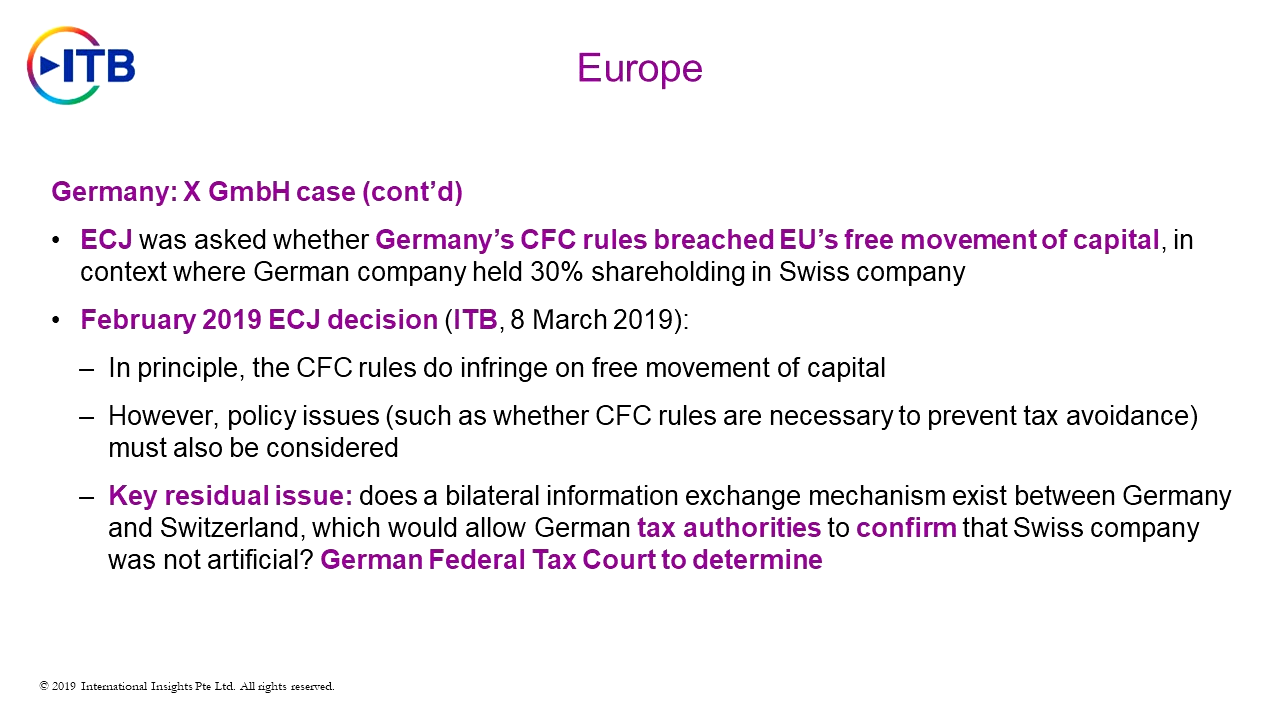 ITB
Europe
Germany: X GmbH case (cont’d)
• ECJ was asked whether Germany’s CFC rules breached EU’s free movement of capital, in
context where German company held 30% shareholding in Swiss company
• February 2019 ECJ decision (ITB, 8 March 2019):
– In principle, the CFC rules do infringe on free movement of capital
– However, policy issues (such as whether CFC rules are necessary to prevent tax avoidance)
must also be considered
– Key residual issue: does a bilateral information exchange mechanism exist between Germany
and Switzerland, which would allow German tax authorities to confirm that Swiss company
was not artificial? German Federal Tax Court to determine
© 2019 International Insights Pte Ltd. All rights reserved.